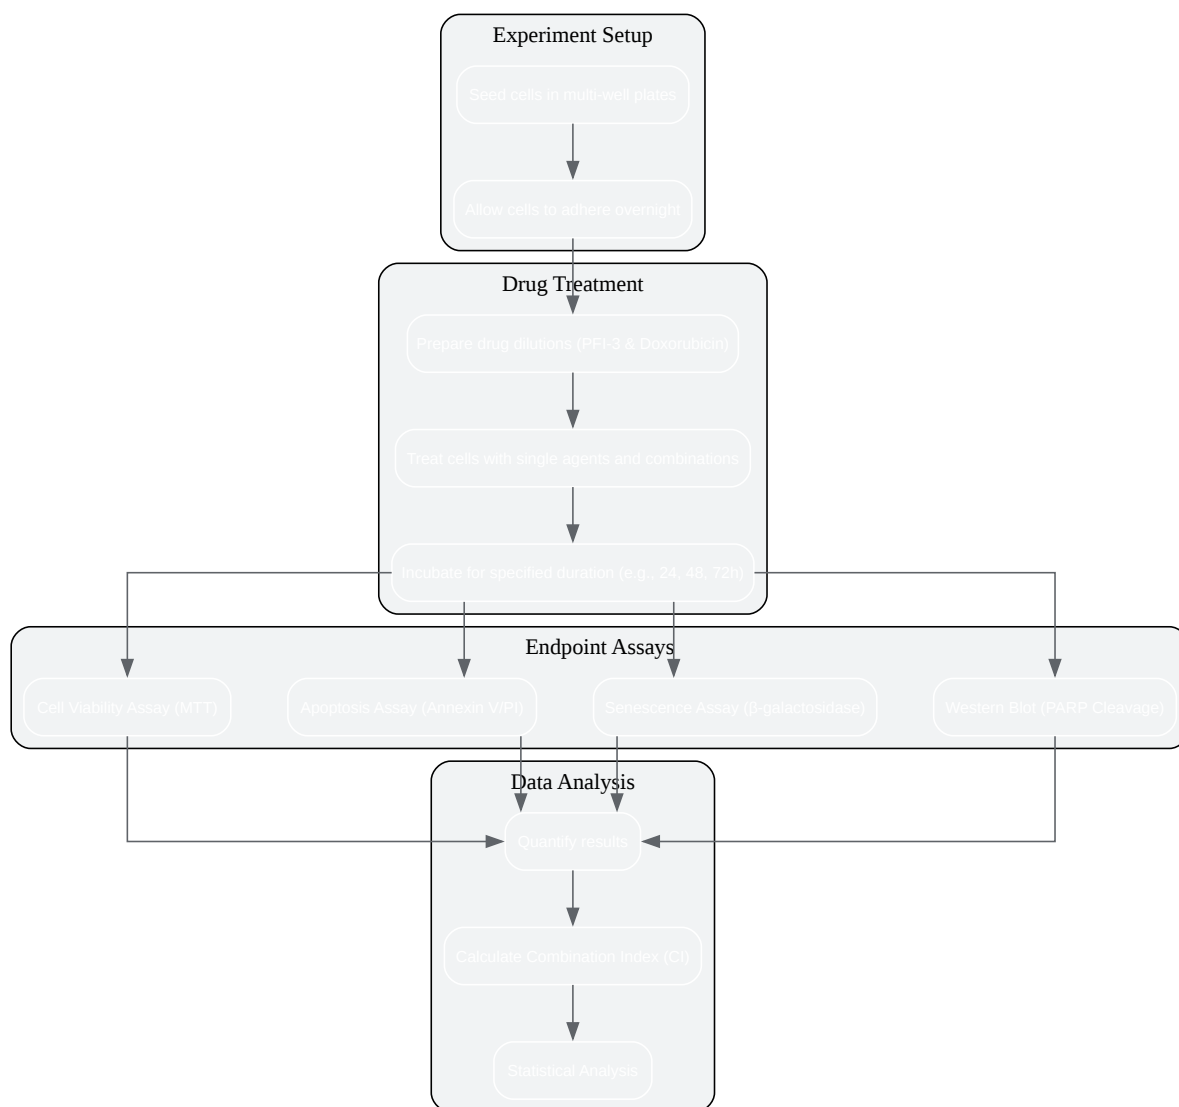 Experiment Setup
Seed cells in multi-well plates
Allow cells to adhere overnight
Drug Treatment
Prepare drug dilutions (PFI-3 & Doxorubicin)
Treat cells with single agents and combinations
Incubate for specified duration (e.g., 24, 48, 72h)
Endpoint Assays
Cell Viability Assay (MTT)
Apoptosis Assay (Annexin V/PI)
Senescence Assay (β-galactosidase)
Western Blot (PARP Cleavage)
Data Analysis
Quantify results
Calculate Combination Index (CI)
Statistical Analysis